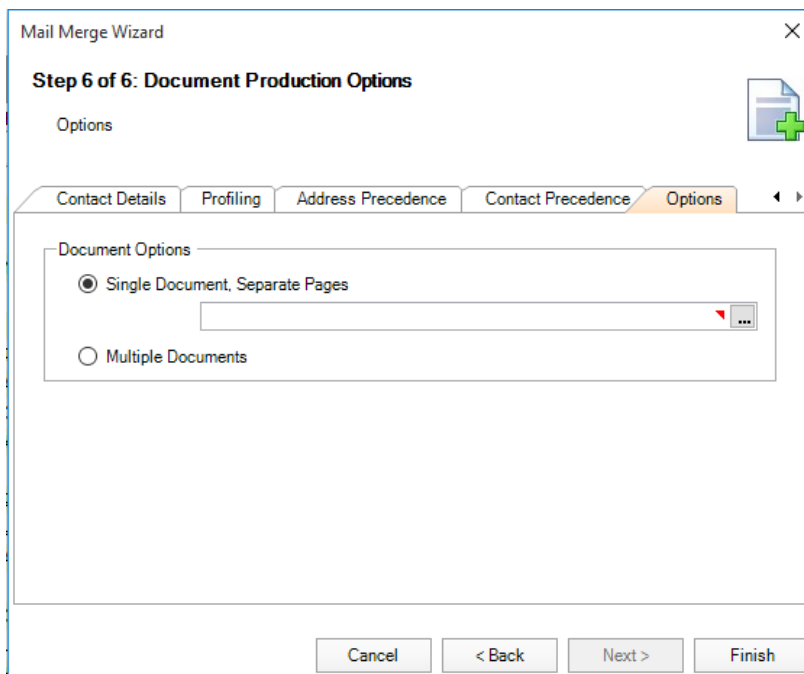 Mail Merge Wizard
Step 6 of 6: Document Production Options
Options
Contact Details Profiling Address Precedence Contact Precedence Options
Document Options
Single Document, Separate Pages
...
Multiple Documents
Cancel < Back Next > Finish